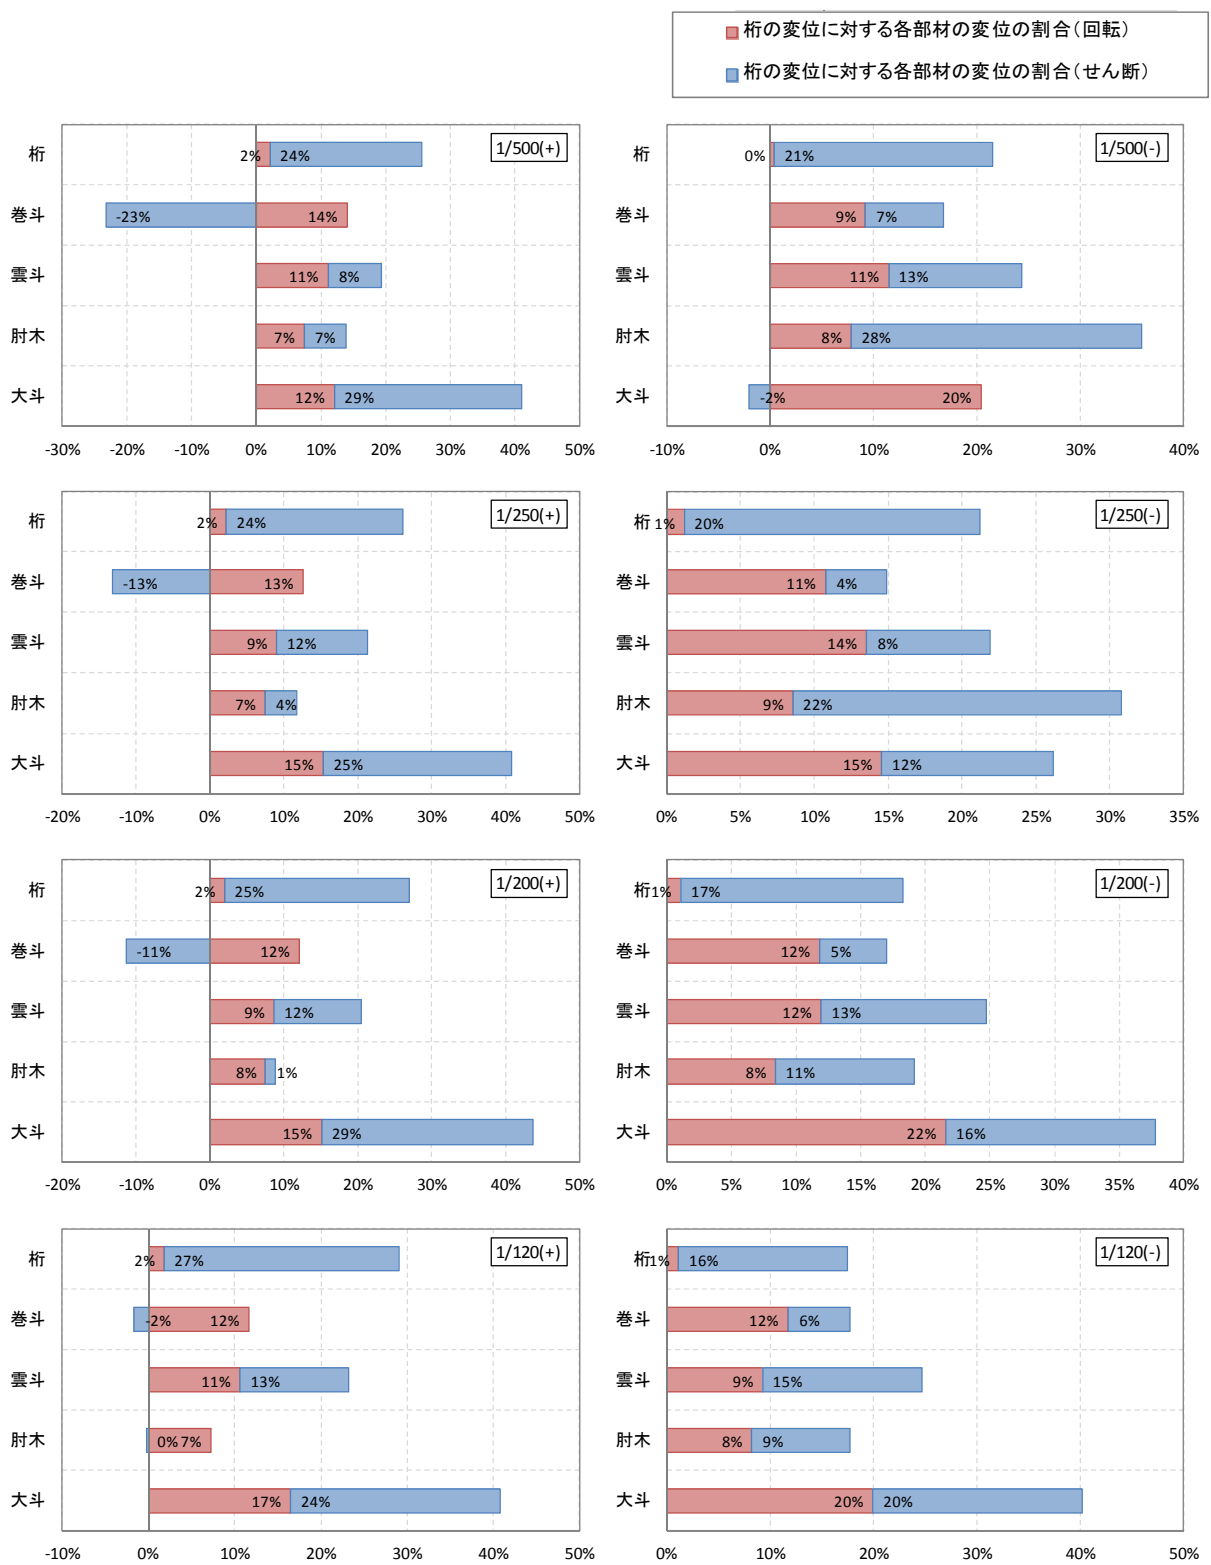 桁の変位に対する各部材の変位の割合(回転)
桁の変位に対する各部材の変位の割合(せん断)
1/500(+)
桁 2% 24%
巻斗 -23% 14%
雲斗 11% 8%
肘木 7% 7%
大斗 12% 29%
-30% -20% -10% 0% 10% 20% 30% 40% 50%
1/500(-)
桁 0% 21%
巻斗 9% 7%
雲斗 11% 13%
肘木 8% 28%
大斗 -2% 20%
-10% 0% 10% 20% 30% 40%
1/250(+)
桁 2% 24%
巻斗 -13% 13%
雲斗 9% 12%
肘木 7% 4%
大斗 15% 25%
-20% -10% 0% 10% 20% 30% 40% 50%
1/250(-)
桁 1% 20%
巻斗 11% 4%
雲斗 14% 8%
肘木 9% 22%
大斗 15% 12%
0% 5% 10% 15% 20% 25% 30% 35%
1/200(+)
桁 2% 25%
巻斗 -11% 12%
雲斗 9% 12%
肘木 8% 1%
大斗 15% 29%
-20% -10% 0% 10% 20% 30% 40% 50%
1/200(-)
桁 1% 17%
巻斗 12% 5%
雲斗 12% 13%
肘木 8% 11%
大斗 22% 16%
0% 5% 10% 15% 20% 25% 30% 35% 40%
1/120(+)
桁 2% 27%
巻斗 -2% 12%
雲斗 11% 13%
肘木 0% 7%
大斗 17% 24%
-10% 0% 10% 20% 30% 40% 50%
1/120(-)
桁 1% 16%
巻斗 12% 6%
雲斗 9% 15%
肘木 8% 9%
大斗 20% 20%
0% 10% 20% 30% 40% 50%